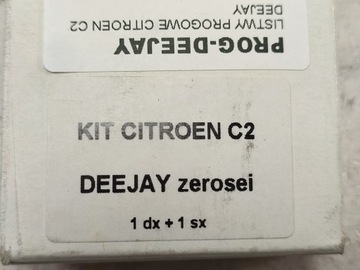 PROG-DEEJAY
LISTWY PROGOWE CITROEN C2
DEEJAY
KIT CITROEN C2
DEEJAY zerosei
1 dx + 1 sx